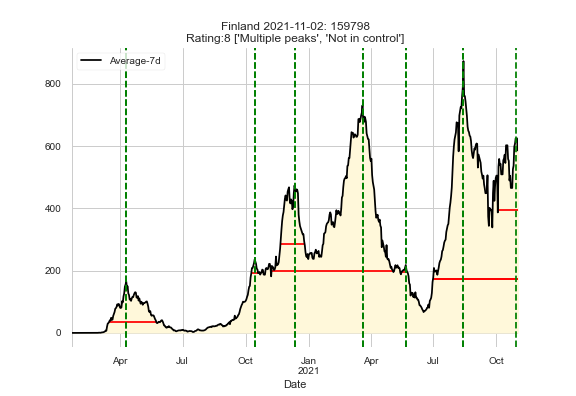 Finland 2021-11-02: 159798
Rating:8 ['Multiple peaks', 'Not in control']
Average-7d
800
600
400
200
0
Apr Jul Oct Jan Apr Jul Oct
2021
Date